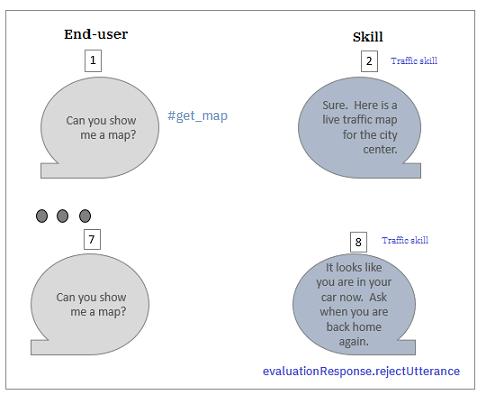 End-user
Skill
1
2
Traffic skill
Can you show
me a map?
#get_map
Sure. Here is a
live traffic map
for the city
center.
7
8
Traffic skill
Can you show
me a map?
It looks like
you are in your
car now. Ask
when you are
back home
again.
evaluationResponse.rejectUtterance